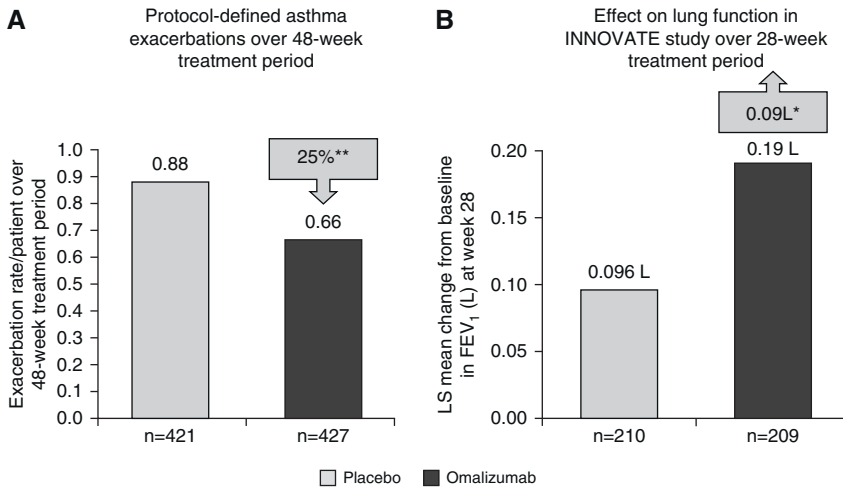 A
Protocol-defined asthma
exacerbations over 48-week
treatment period
Exacerbation rate/patient over
48-week treatment period
1.0
0.9
0.8
0.7
0.6
0.5
0.4
0.3
0.2
0.1
0.0
0.88
25%**
0.66
n=421
n=427
B
Effect on lung function in
INNOVATE study over 28-week
treatment period
LS mean change from baseline
in FEV₁ (L) at week 28
0.20
0.15
0.10
0.05
0.00
0.096 L
0.09L*
0.19 L
n=210
n=209
Placebo
Omalizumab